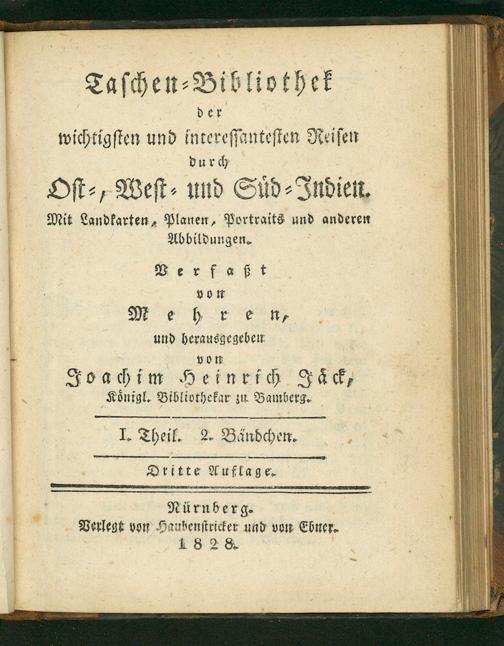 Taschen-Bibliothek
der
wichtigsten und interessantesten Reisen
durch
Ost-, West- und Süd-Indien.
Mit Landkarten, Planen, Portraits und anderen
Abbildungen.
Verfaßt
von
Mehren,
und herausgegeben
von
Joachim Heinrich Jäck,
Königl. Bibliothekar zu Bamberg.
I. Theil. 2. Bändchen.
Dritte Auflage.
Nürnberg.
Verlegt von Haubenstricker und von Ebner.
1828.